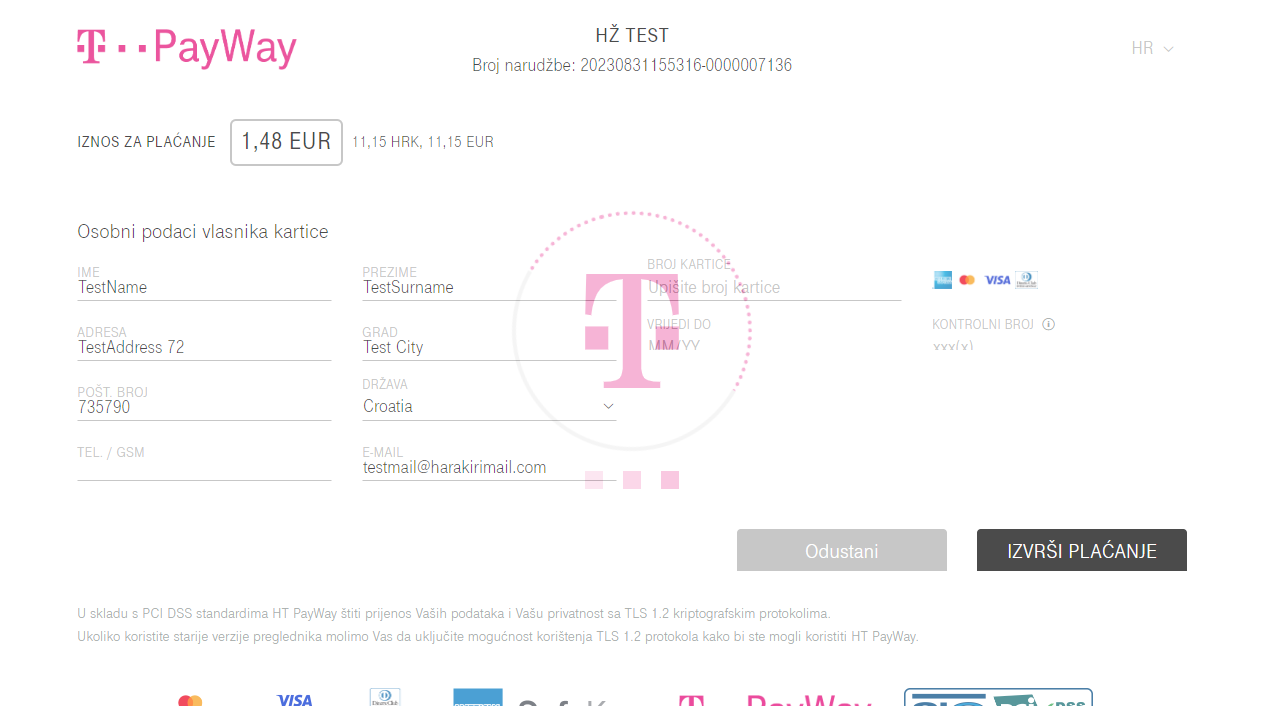 T PayWay
HŽ TEST
HR
Broj narudžbe: 20230831155316-0000007136
IZNOS ZA PLAĆANJE 1,48 EUR 11,15 HRK, 11,15 EUR
Osobni podaci vlasnika kartice
IME
TestName
PREZIME
TestSurname
BROJ KARTICE
Upišite broj kartice
VISA
ADRESA
TestAddress 72
GRAD
Test City
VRIJEDI DO
MM/YY
KONTROLNI BROJ
xxx(x)
POŠT. BROJ
735790
DRŽAVA
Croatia
TEL. / GSM
E-MAIL
testmail@harakirimail.com
T
Odustani
IZVRŠI PLAĆANJE
U skladu s PCI DSS standardima HT PayWay štiti prijenos Vaših podataka i Vašu privatnost sa TLS 1.2 kriptografskim protokolima.
Ukoliko koristite starije verzije preglednika molimo Vas da uključite mogućnost korištenja TLS 1.2 protokola kako bi ste mogli koristiti HT PayWay.
VISA
T PayWay
DSS